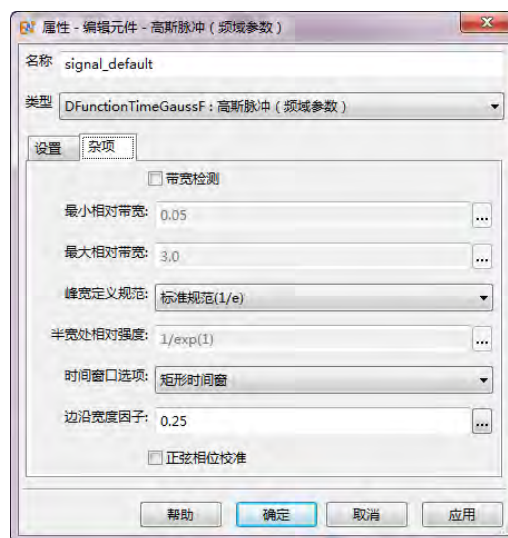 属性 - 编辑元件 - 高斯脉冲（频域参数）
名称 signal_default
类型 DFunctionTimeGaussF : 高斯脉冲（频域参数）
设置 杂项
带宽检测
最小相对带宽: 0.05 ...
最大相对带宽: 3.0 ...
峰宽定义规范: 标准规范(1/e)
半宽处相对强度: 1/exp(1) ...
时间窗口选项: 矩形时间窗
边沿宽度因子: 0.25 ...
正弦相位校准
帮助 确定 取消 应用